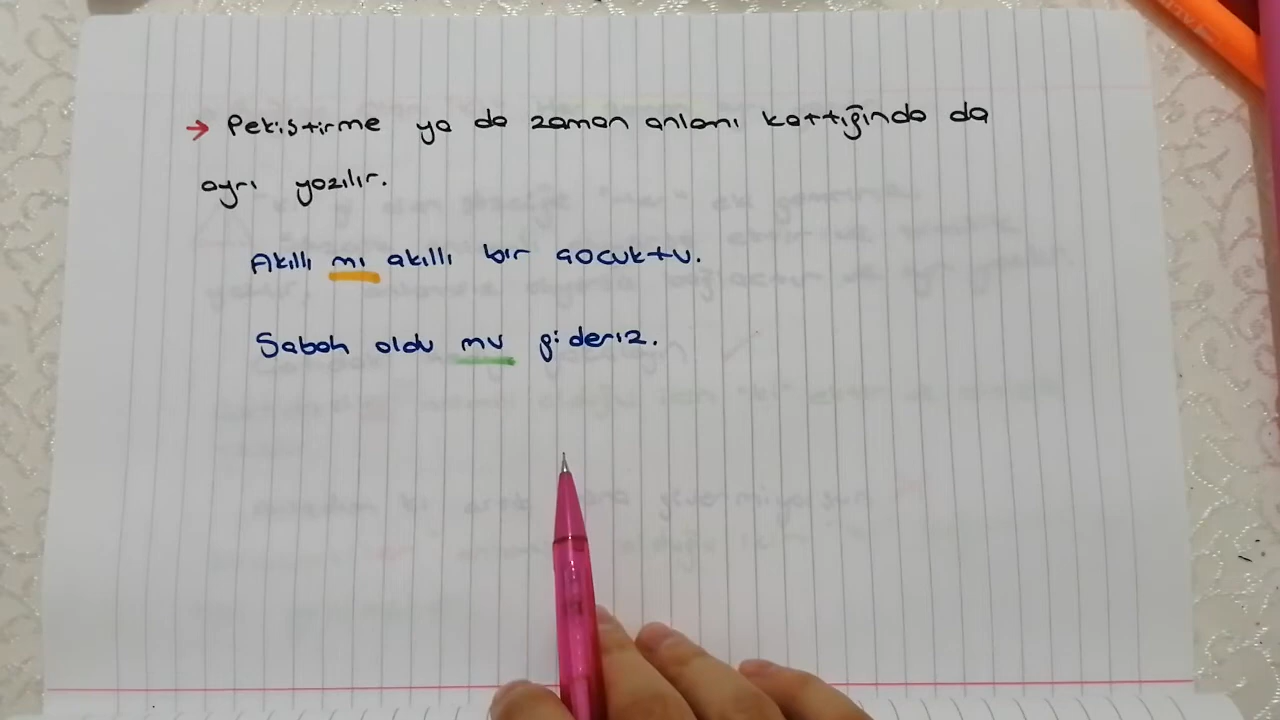 → Pekiştirme ya da zaman anlamı kattığında da
ayrı yazılır.
Akıllı mı akıllı bir çocuktu.
Sabah oldu mu gideriz.